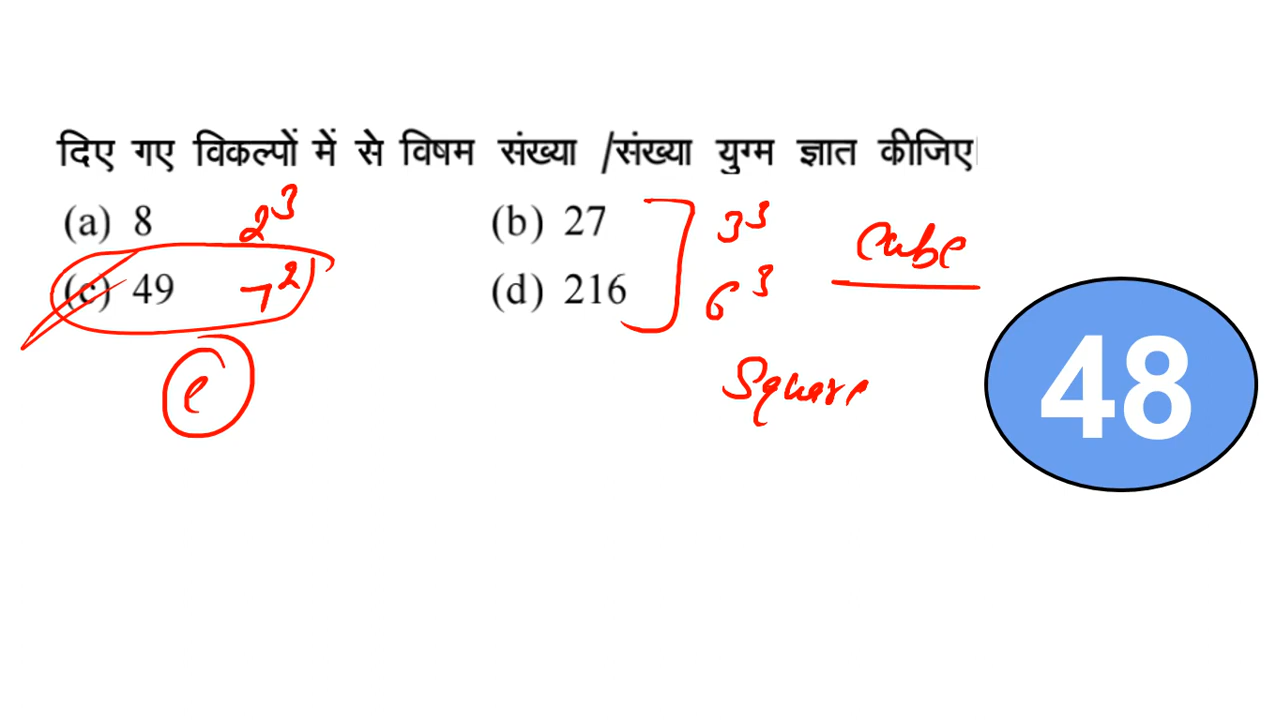 दिए गए विकल्पों में से विषम संख्या /संख्या युग्म ज्ञात कीजिए
(a) 8 2³ (b) 27 3³ Cube
(c) 49 7² (d) 216 6³
48
C Square